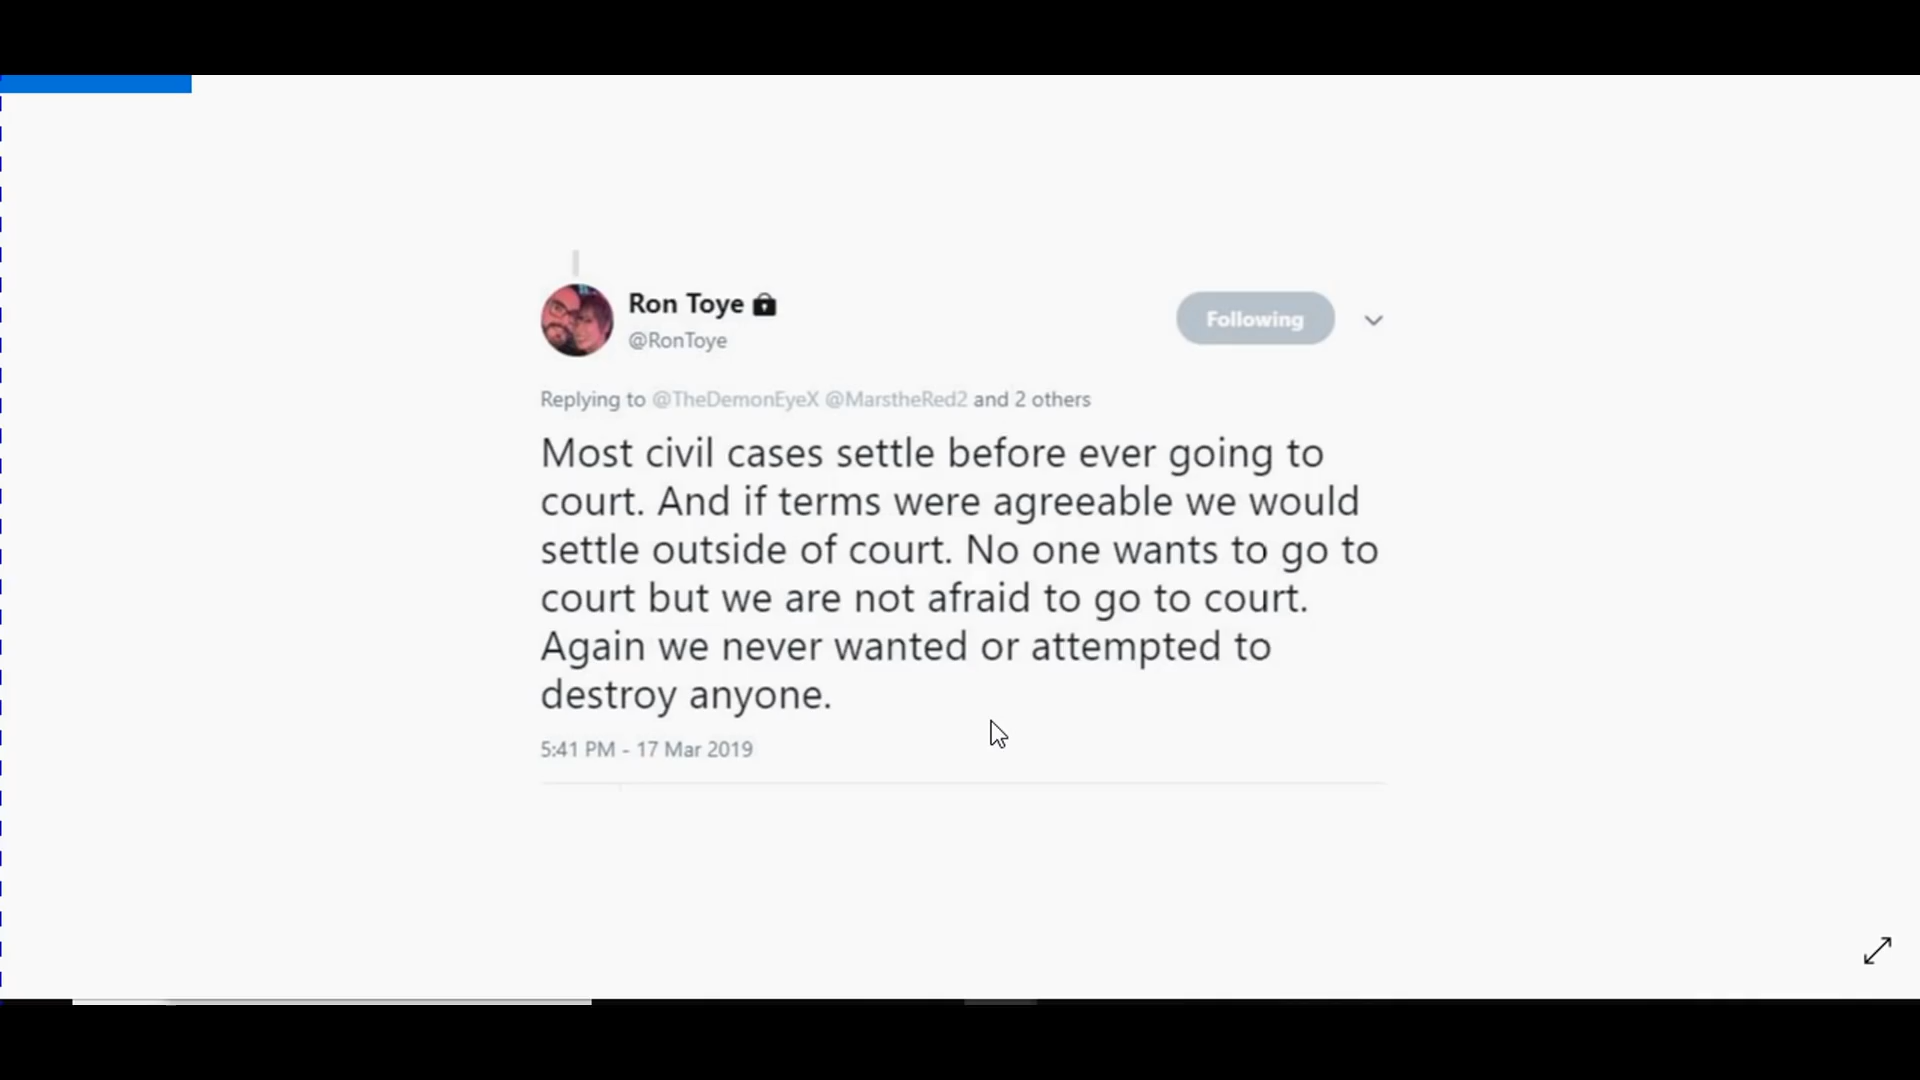 Ron Toye
Following
@RonToye
Replying to @TheDemonEyeX @MarstheRed2 and 2 others
Most civil cases settle before ever going to
court. And if terms were agreeable we would
settle outside of court. No one wants to go to
court but we are not afraid to go to court.
Again we never wanted or attempted to
destroy anyone.
5:41 PM - 17 Mar 2019